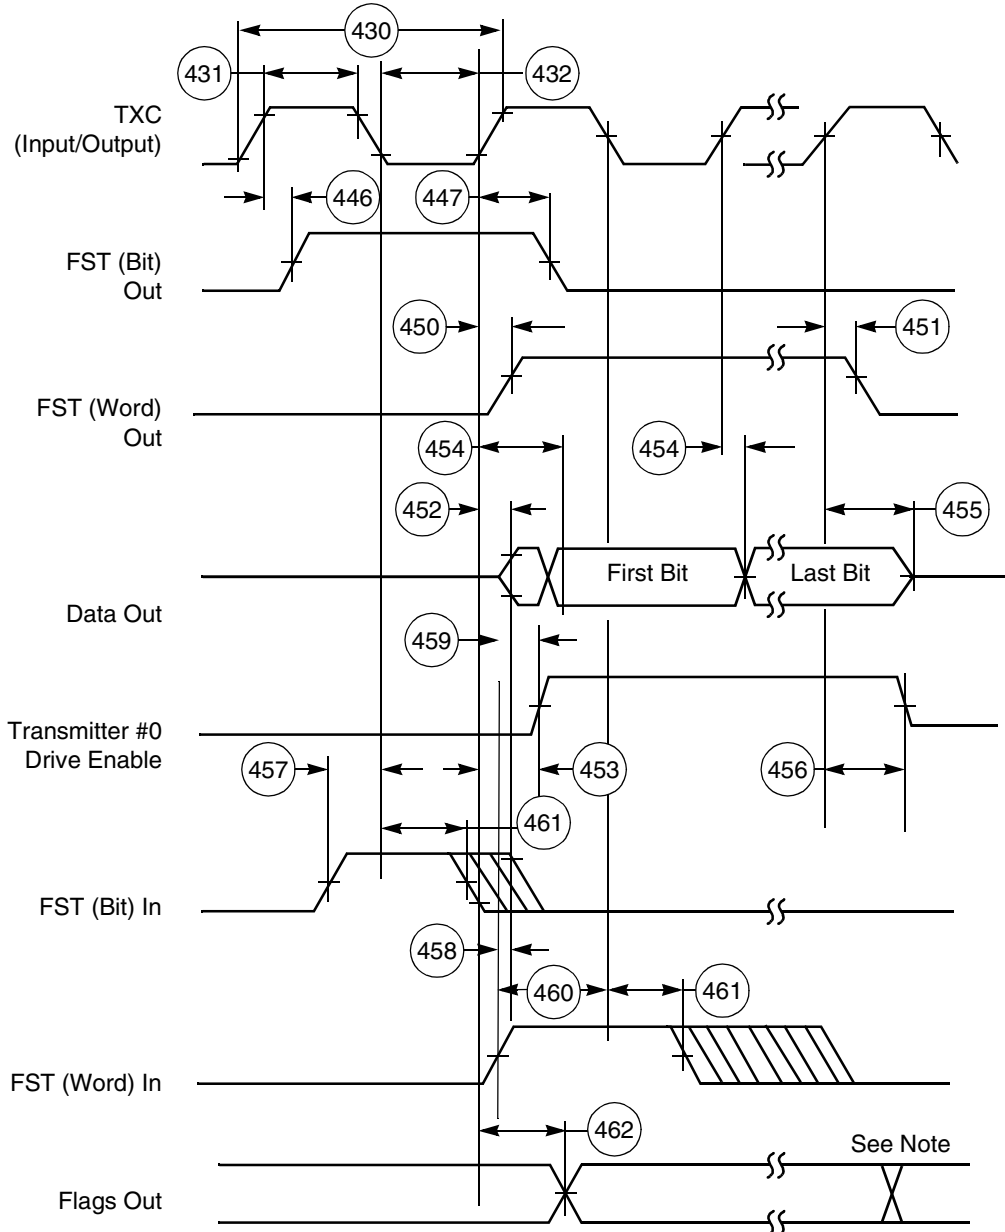 430
431
432
TXC
(Input/Output)
446
447
FST (Bit)
Out
450
451
FST (Word)
Out
454
454
452
455
First Bit
Last Bit
Data Out
459
Transmitter #0
Drive Enable
457
453
456
461
FST (Bit) In
458
460
461
FST (Word) In
462
See Note
Flags Out